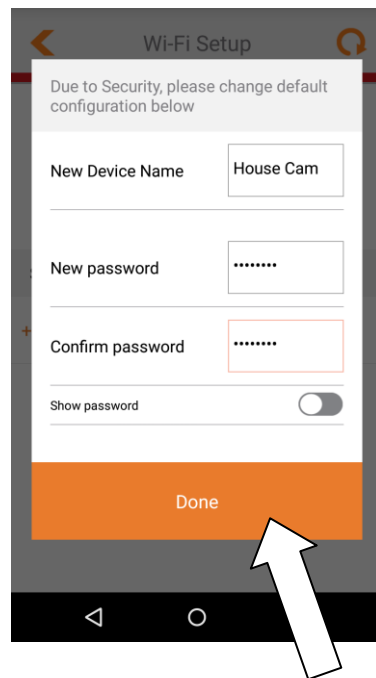 Wi-Fi Setup
Due to Security, please change default
configuration below
New Device Name
House Cam
New password
••••••••
Confirm password
••••••••
Show password
Done